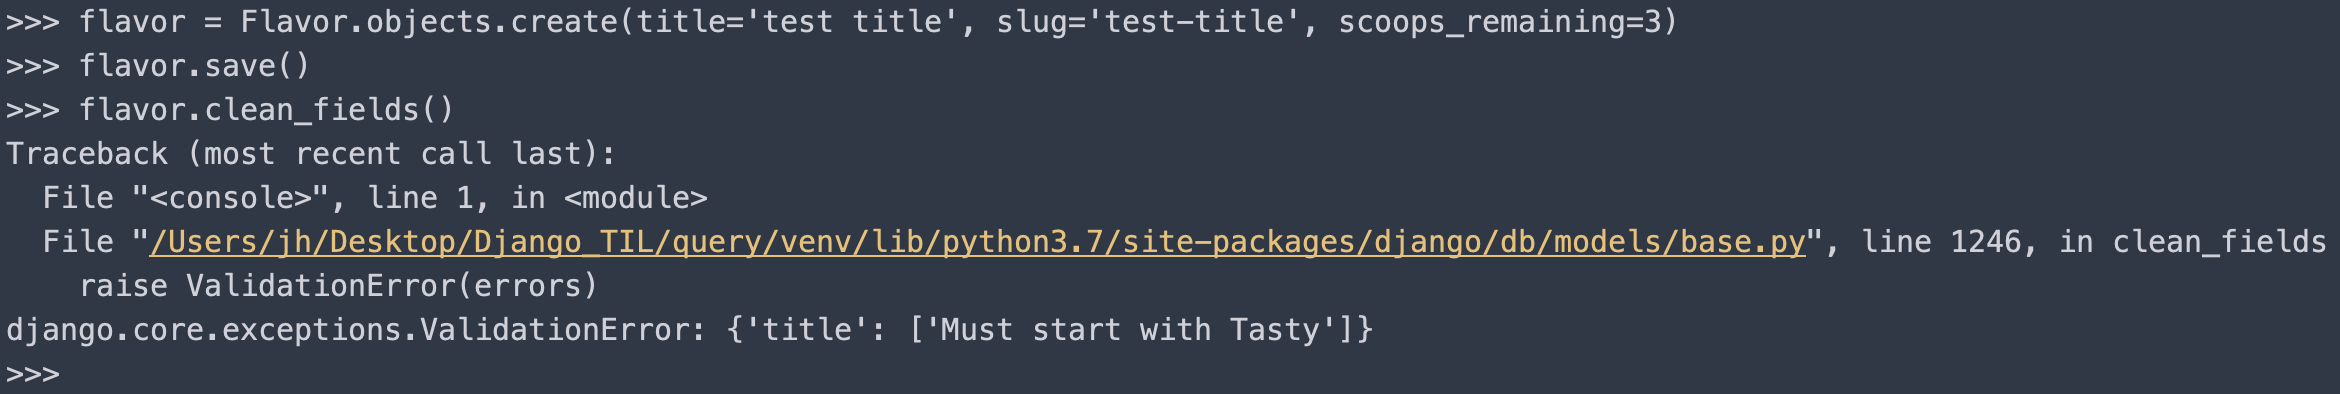 >>> flavor = Flavor.objects.create(title='test title', slug='test-title', scoops_remaining=3)
>>> flavor.save()
>>> flavor.clean_fields()
Traceback (most recent call last):
  File "<console>", line 1, in <module>
  File "/Users/jh/Desktop/Django_TIL/query/venv/lib/python3.7/site-packages/django/db/models/base.py", line 1246, in clean_fields
    raise ValidationError(errors)
django.core.exceptions.ValidationError: {'title': ['Must start with Tasty']}
>>>